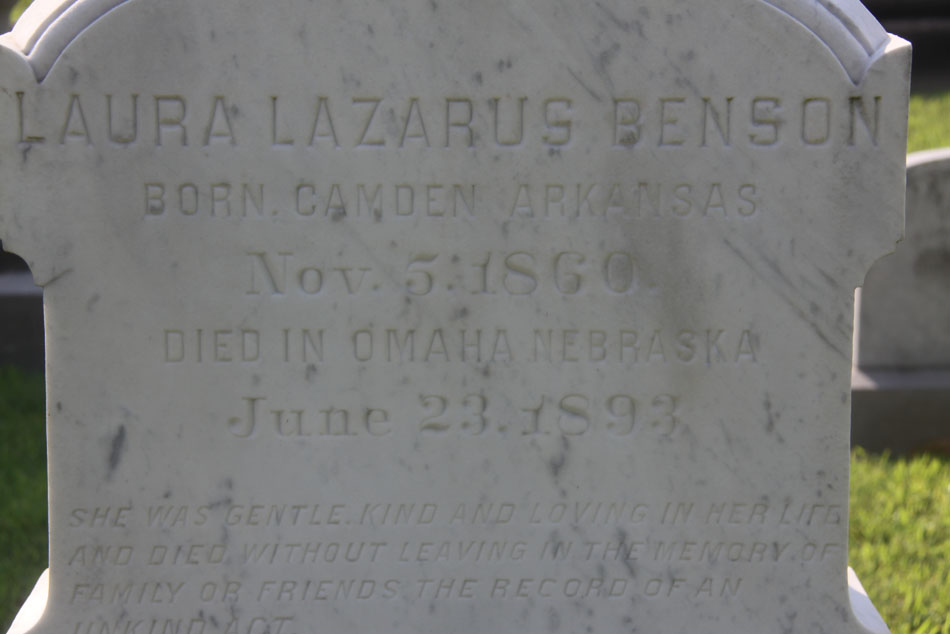 LAURA LAZARUS BENSON
BORN. CAMDEN ARKANSAS
Nov. 5. 1860
DIED IN OMAHA NEBRASKA
June 23. 1893
SHE WAS GENTLE. KIND AND LOVING IN HER LIFE
AND DIED WITHOUT LEAVING IN THE MEMORY OF
FAMILY OR FRIENDS THE RECORD OF AN
UNKIND ACT